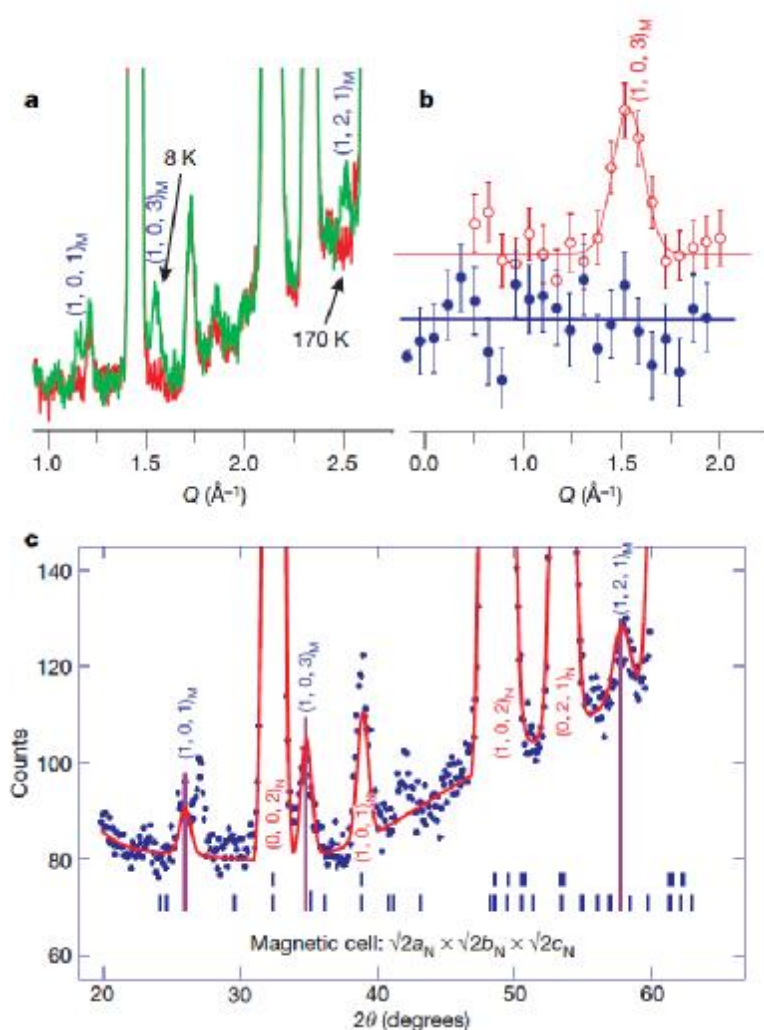 a
(1, 0, 1)M
(1, 0, 3)M
8 K
(1, 2, 1)M
170 K
1.0 1.5 2.0 2.5
Q (Å–1)
b
(1, 0, 3)M
0.0 1.0 1.5 2.0
Q (Å–1)
c
140
120
100
80
60
Counts
(1, 0, 1)M
(0, 0, 2)N
(1, 0, 3)M
(1, 0, 1)N
(1, 0, 2)N
(0, 2, 1)N
(1, 2, 1)M
Magnetic cell: √2aN × √2bN × √2cN
20 30 40 50 60
2θ (degrees)